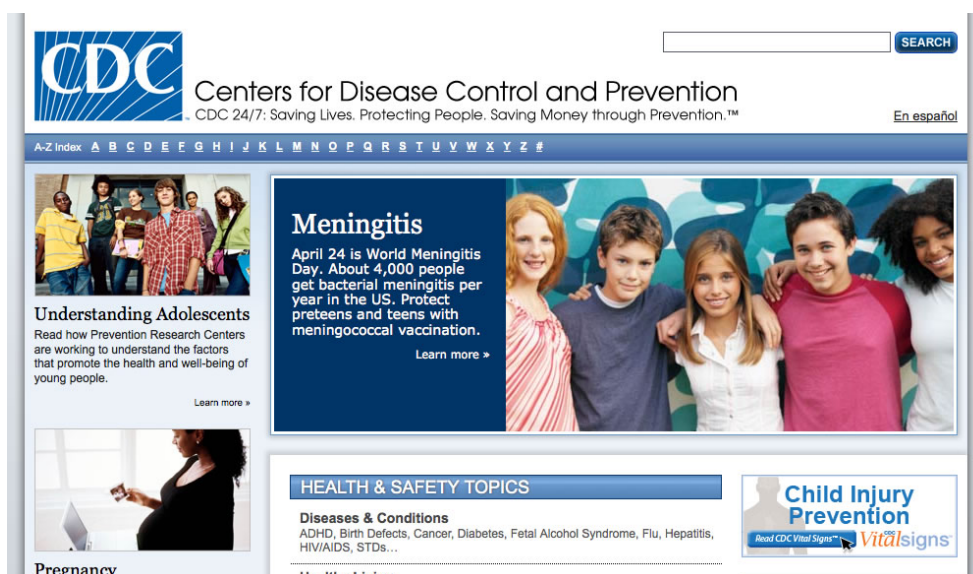 CDC
SEARCH
Centers for Disease Control and Prevention
CDC 24/7: Saving Lives. Protecting People. Saving Money through Prevention.™
En español
A-Z Index A B C D E F G H I J K L M N O P Q R S T U V W X Y Z #
Understanding Adolescents
Read how Prevention Research Centers
are working to understand the factors
that promote the health and well-being of
young people.
Learn more »
Meningitis
April 24 is World Meningitis
Day. About 4,000 people
get bacterial meningitis per
year in the US. Protect
preteens and teens with
meningococcal vaccination.
Learn more »
Pregnancy
HEALTH & SAFETY TOPICS
Diseases & Conditions
ADHD, Birth Defects, Cancer, Diabetes, Fetal Alcohol Syndrome, Flu, Hepatitis,
HIV/AIDS, STDs...
Child Injury
Prevention
Read CDC Vital Signs™
CDC
Vitalsigns™